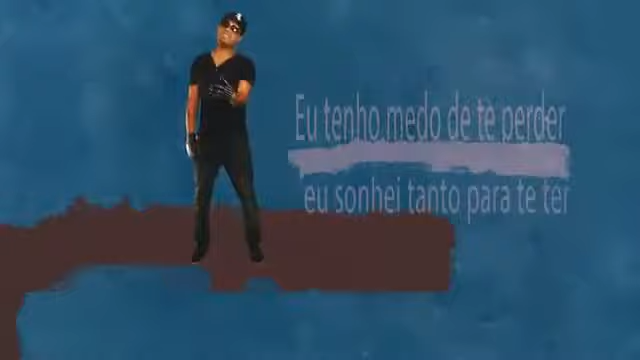 Eu tenho medo de te perder
eu sonhei tanto para te ter